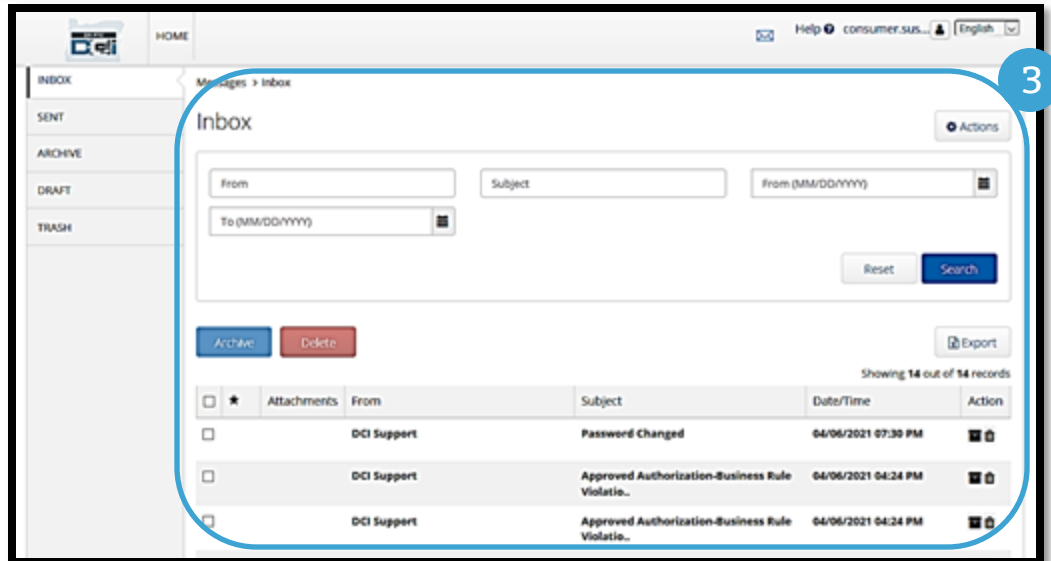 DCI HOME Help consumer.sus... English
3
INBOX
SENT
ARCHIVE
DRAFT
TRASH
Messages > Inbox
Inbox
Actions
From Subject From (MM/DD/YYYY)
To (MM/DD/YYYY)
Reset Search
Archive Delete Export
Showing 14 out of 14 records
Attachments From Subject Date/Time Action
DCI Support Password Changed 04/06/2021 07:30 PM
DCI Support Approved Authorization-Business Rule 04/06/2021 04:24 PM
Violatio..
DCI Support Approved Authorization-Business Rule 04/06/2021 04:24 PM
Violatio..